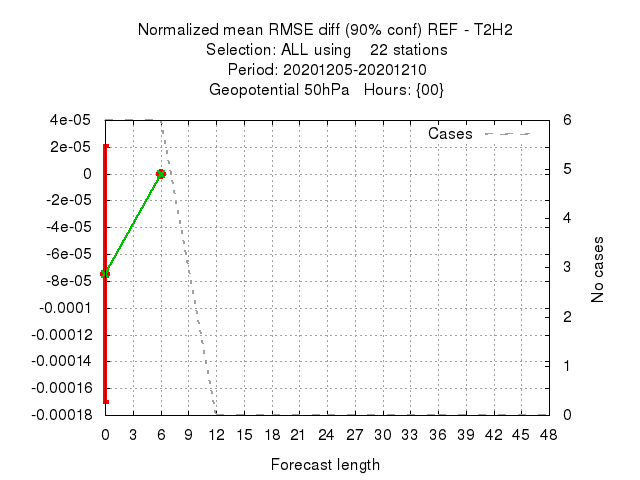 Normalized mean RMSE diff (90% conf) REF - T2H2
Selection: ALL using    22 stations
Period: 20201205-20201210
Geopotential 50hPa   Hours: {00}
Cases
4e-05
2e-05
0
-2e-05
-4e-05
-6e-05
-8e-05
-0.0001
-0.00012
-0.00014
-0.00016
-0.00018
6
5
4
3
2
1
0
No cases
0 3 6 9 12 15 18 21 24 27 30 33 36 39 42 45 48
Forecast length